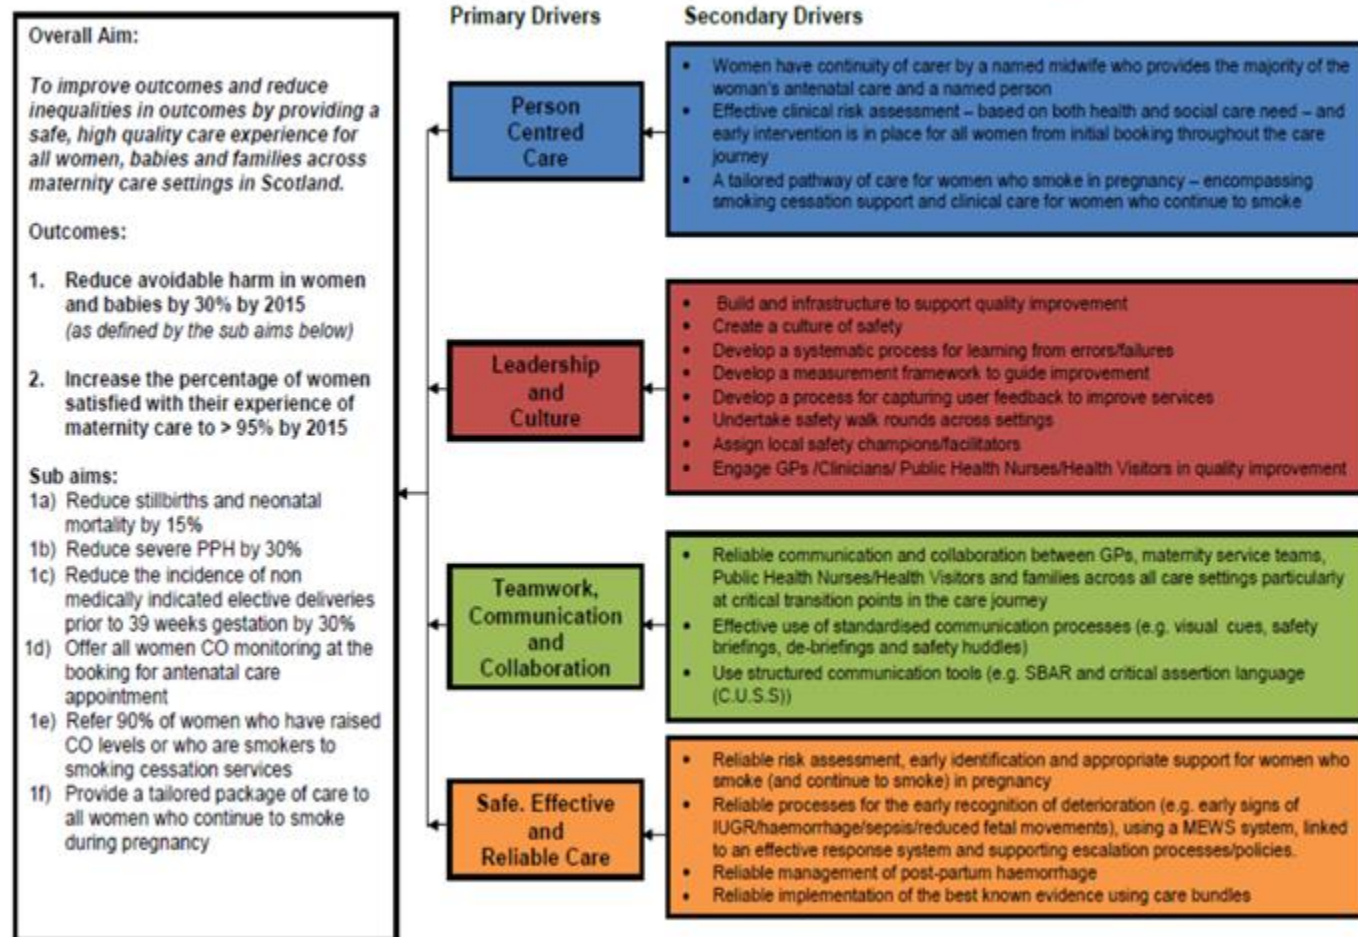 Primary Drivers
Secondary Drivers
Overall Aim:
To improve outcomes and reduce
inequalities in outcomes by providing a
safe, high quality care experience for
all women, babies and families across
maternity care settings in Scotland.
Outcomes:
1. Reduce avoidable harm in women
and babies by 30% by 2015
(as defined by the sub aims below)
2. Increase the percentage of women
satisfied with their experience of
maternity care to > 95% by 2015
Sub aims:
1a) Reduce stillbirths and neonatal
mortality by 15%
1b) Reduce severe PPH by 30%
1c) Reduce the incidence of non
medically indicated elective deliveries
prior to 39 weeks gestation by 30%
1d) Offer all women CO monitoring at the
booking for antenatal care
appointment
1e) Refer 90% of women who have raised
CO levels or who are smokers to
smoking cessation services
1f) Provide a tailored package of care to
all women who continue to smoke
during pregnancy
Person
Centred
Care
• Women have continuity of carer by a named midwife who provides the majority of the
woman's antenatal care and a named person
• Effective clinical risk assessment – based on both health and social care need – and
early intervention is in place for all women from initial booking throughout the care
journey
• A tailored pathway of care for women who smoke in pregnancy – encompassing
smoking cessation support and clinical care for women who continue to smoke
Leadership
and
Culture
• Build and infrastructure to support quality improvement
• Create a culture of safety
• Develop a systematic process for learning from errors/failures
• Develop a measurement framework to guide improvement
• Develop a process for capturing user feedback to improve services
• Undertake safety walk rounds across settings
• Assign local safety champions/facilitators
• Engage GPs /Clinicians/ Public Health Nurses/Health Visitors in quality improvement
Teamwork,
Communication
and
Collaboration
• Reliable communication and collaboration between GPs, maternity service teams,
Public Health Nurses/Health Visitors and families across all care settings particularly
at critical transition points in the care journey
• Effective use of standardised communication processes (e.g. visual cues, safety
briefings, de-briefings and safety huddles)
• Use structured communication tools (e.g. SBAR and critical assertion language
(C.U.S.S))
Safe. Effective
and
Reliable Care
• Reliable risk assessment, early identification and appropriate support for women who
smoke (and continue to smoke) in pregnancy
• Reliable processes for the early recognition of deterioration (e.g. early signs of
IUGR/haemorrhage/sepsis/reduced fetal movements), using a MEWS system, linked
to an effective response system and supporting escalation processes/policies.
• Reliable management of post-partum haemorrhage
• Reliable implementation of the best known evidence using care bundles